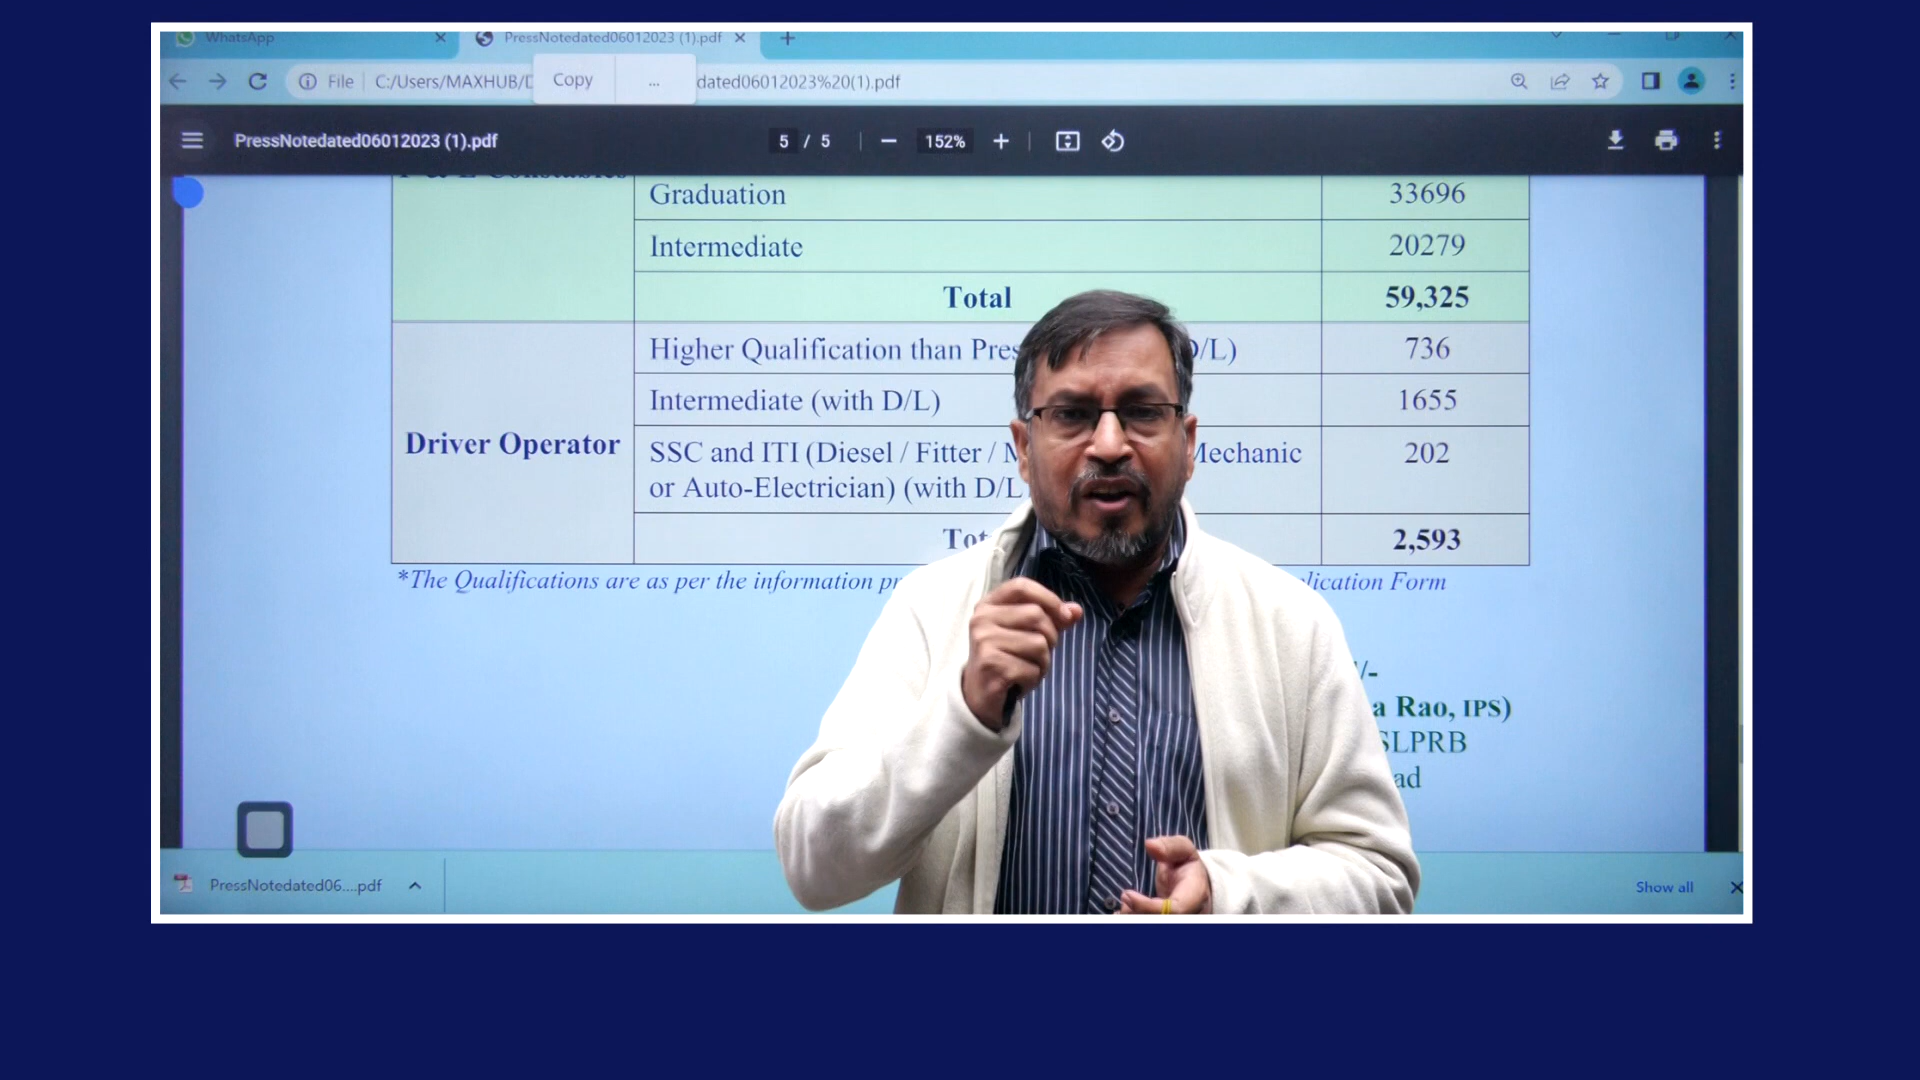 WhatsApp
PressNotedated06012023 (1).pdf
File
C:/Users/MAXHUB/D
Copy
...
dated06012023%20(1).pdf
PressNotedated06012023 (1).pdf
5 / 5
152%
Constables
Graduation 33696
Intermediate 20279
Total 59,325
Driver Operator
Higher Qualification than D/L) 736
Intermediate (with D/L) 1655
SSC and ITI (Diesel / Fitter / Mechanic 202
or Auto-Electrician) (with D/L
2,593
*The Qualifications are as per the information Form
/-
a Rao, IPS)
SLPRB
ad
PressNotedated06....pdf
Show all